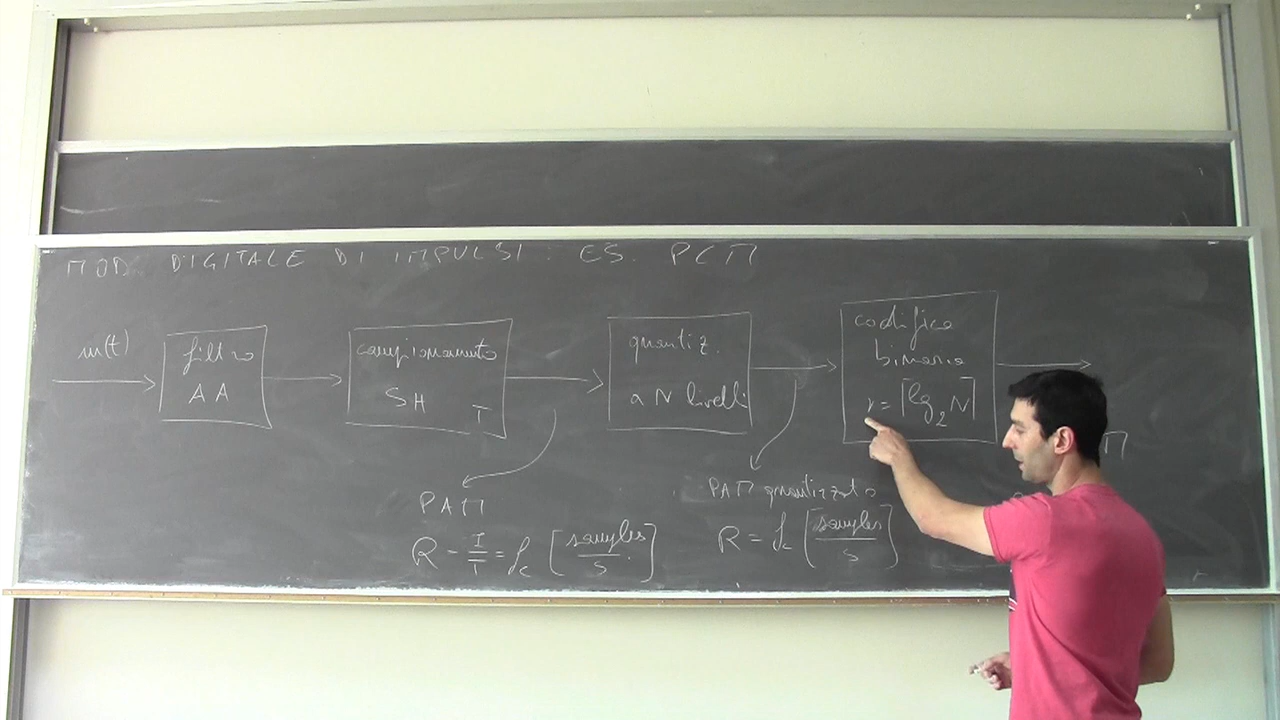 MOD. DIGITALE DI IMPULSI: ES. PCM
m(t)
filtro
AA
campionamento
SH
T
quantiz.
a N livelli
codifica
binaria
r = ⌈lg₂N⌉
PAM
R = 1/T = fc [samples/s]
PAM quantizzato
R = fc [samples/s]